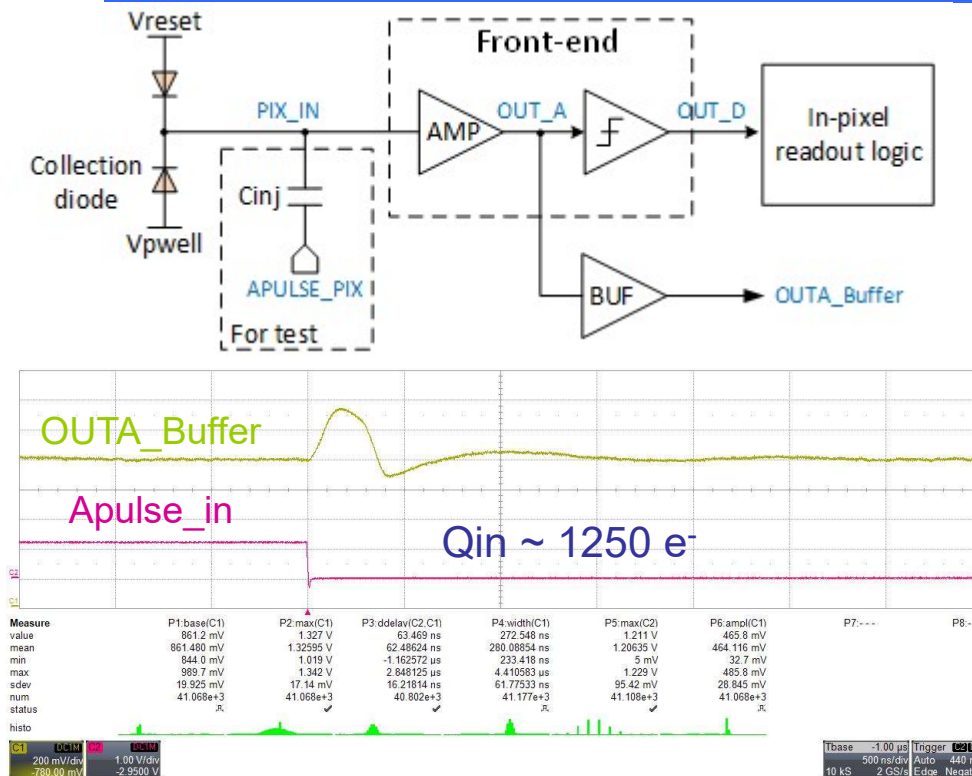 Vreset
Front-end
PIX_IN
AMP
OUT_A
OUT_D
In-pixel
readout logic
Collection
diode
Cinj
Vpwell
APULSE_PIX
For test
BUF
OUTA_Buffer
OUTA_Buffer
Apulse_in
Qin ~ 1250 e-
C2
C1
Measure P1:base(C1) P2:max(C1) P3:ddelay(C2,C1) P4:width(C1) P5:max(C2) P6:ampl(C1) P7:--- P8:-
value 861.2 mV 1.327 V 63.469 ns 272.548 ns 1.211 V 465.8 mV
mean 861.480 mV 1.32595 V 62.48624 ns 280.08854 ns 1.20635 V 464.116 mV
min 844.0 mV 1.019 V -1.162572 µs 233.418 ns 5 mV 32.7 mV
max 989.7 mV 1.342 V 2.848125 µs 4.410583 µs 1.229 V 485.8 mV
sdev 19.925 mV 17.14 mV 16.21814 ns 61.77533 ns 95.42 mV 28.845 mV
num 41.068e+3 41.068e+3 40.802e+3 41.177e+3 41.108e+3 41.068e+3
status
histo
C1 DC1M C2 DC1M Tbase -1.00 µs Trigger C2
200 mV/div 1.00 V/div 500 ns/div Auto 440
-780.00 mV -2.9500 V 10 kS 2 GS/s Edge Negat